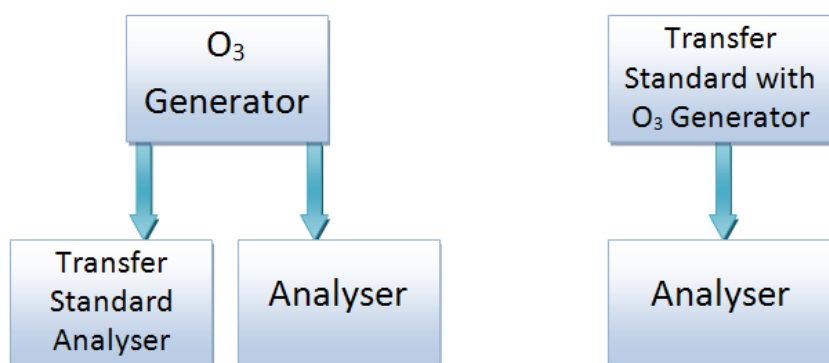 O₃
Generator
Transfer
Standard with
O₃ Generator
Transfer
Standard
Analyser
Analyser
Analyser